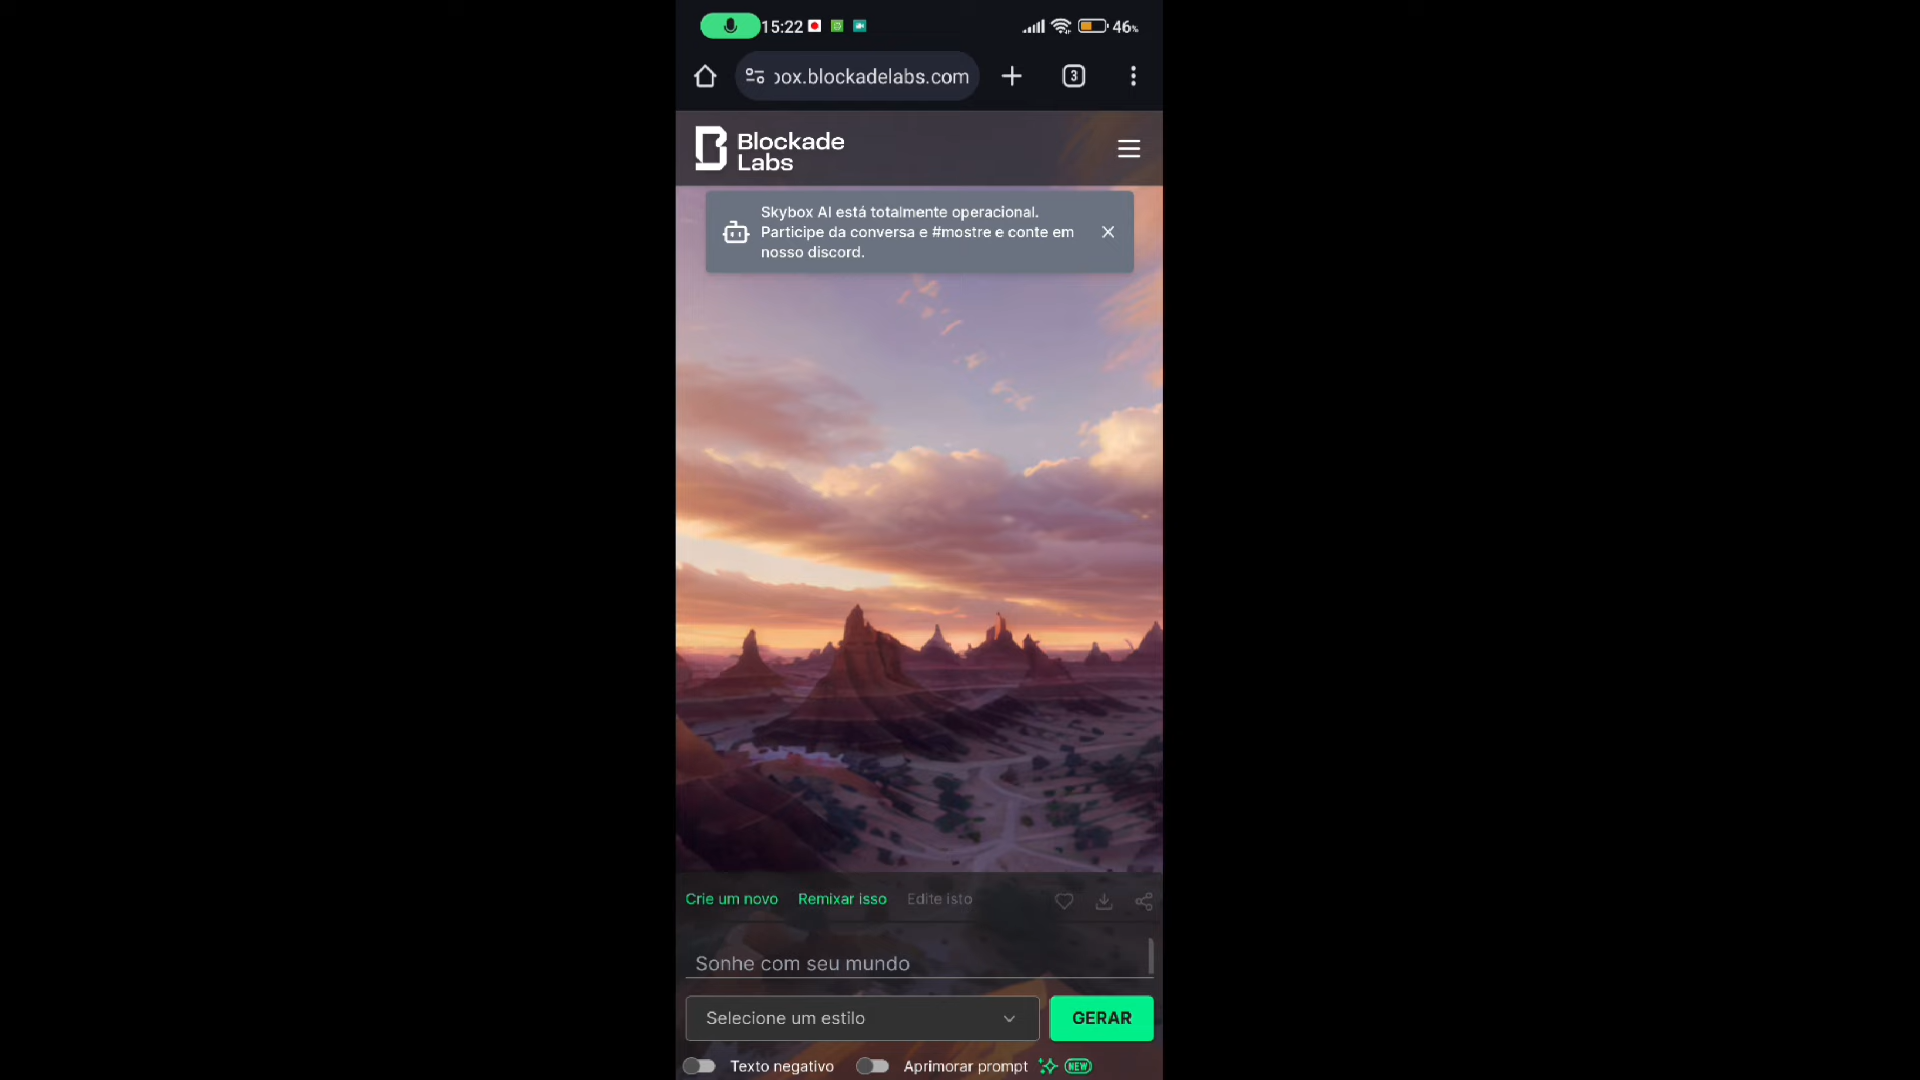 15:22
46%
box.blockadelabs.com
3
Blockade
Labs
Skybox AI está totalmente operacional.
Participe da conversa e #mostre e conte em
nosso discord.
Crie um novo
Remixar isso
Edite isto
Sonhe com seu mundo
Selecione um estilo
GERAR
Texto negativo
Aprimorar prompt
NEW